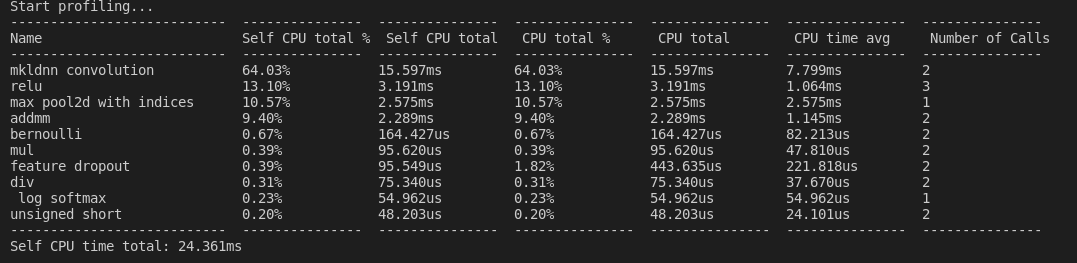 Start profiling...
---------------------------  ---------------  ---------------  ---------------  ---------------  ---------------  ---------------
Name                         Self CPU total %  Self CPU total   CPU total %      CPU total        CPU time avg     Number of Calls
---------------------------  ---------------  ---------------  ---------------  ---------------  ---------------  ---------------
mkldnn convolution           64.03%           15.597ms         64.03%           15.597ms         7.799ms          2
relu                         13.10%           3.191ms          13.10%           3.191ms          1.064ms          3
max pool2d with indices      10.57%           2.575ms          10.57%           2.575ms          2.575ms          1
addmm                        9.40%            2.289ms          9.40%            2.289ms          1.145ms          2
bernoulli                    0.67%            164.427us        0.67%            164.427us        82.213us         2
mul                          0.39%            95.620us         0.39%            95.620us         47.810us         2
feature dropout              0.39%            95.549us         1.82%            443.635us        221.818us        2
div                          0.31%            75.340us         0.31%            75.340us         37.670us         2
 log softmax                 0.23%            54.962us         0.23%            54.962us         54.962us         1
unsigned short               0.20%            48.203us         0.20%            48.203us         24.101us         2
---------------------------  ---------------  ---------------  ---------------  ---------------  ---------------  ---------------
Self CPU time total: 24.361ms